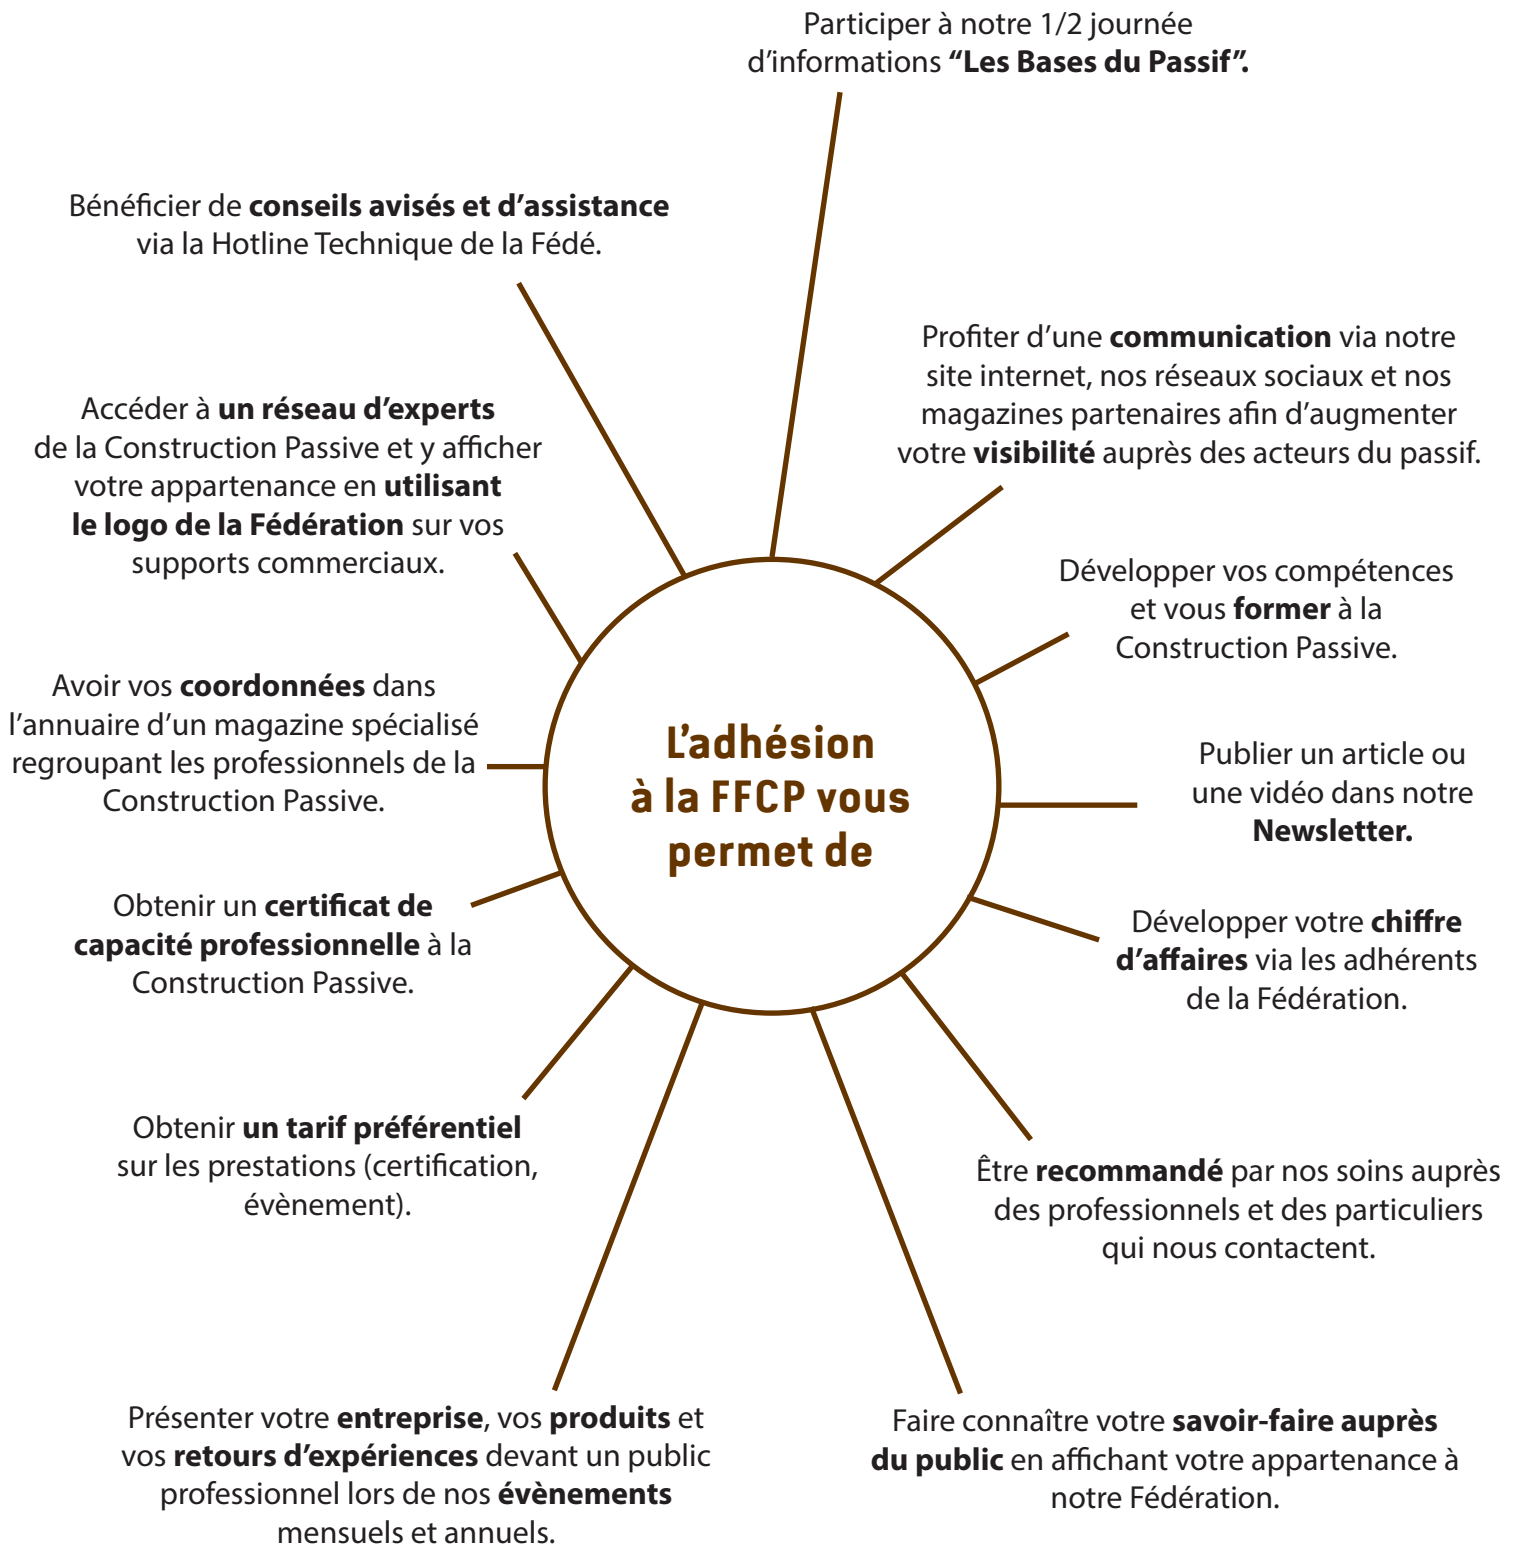 Participer à notre 1/2 journée
d’informations “Les Bases du Passif”.
Bénéficier de conseils avisés et d’assistance
via la Hotline Technique de la Fédé.
Profiter d’une communication via notre
site internet, nos réseaux sociaux et nos
magazines partenaires afin d’augmenter
votre visibilité auprès des acteurs du passif.
Accéder à un réseau d’experts
de la Construction Passive et y afficher
votre appartenance en utilisant
le logo de la Fédération sur vos
supports commerciaux.
Développer vos compétences
et vous former à la
Construction Passive.
Avoir vos coordonnées dans
l’annuaire d’un magazine spécialisé
regroupant les professionnels de la
Construction Passive.
L’adhésion
à la FFCP vous
permet de
Publier un article ou
une vidéo dans notre
Newsletter.
Obtenir un certificat de
capacité professionnelle à la
Construction Passive.
Développer votre chiffre
d’affaires via les adhérents
de la Fédération.
Obtenir un tarif préférentiel
sur les prestations (certification,
évènement).
Être recommandé par nos soins auprès
des professionnels et des particuliers
qui nous contactent.
Présenter votre entreprise, vos produits et
vos retours d’expériences devant un public
professionnel lors de nos évènements
mensuels et annuels.
Faire connaître votre savoir-faire auprès
du public en affichant votre appartenance à
notre Fédération.